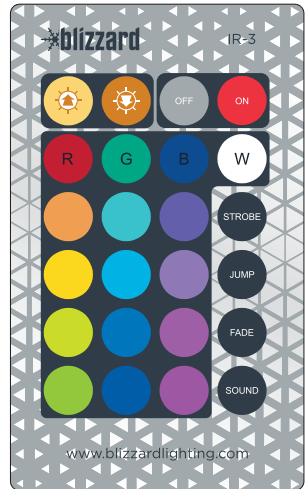 blizzard IR-3
OFF ON
R G B W
STROBE
JUMP
FADE
SOUND
www.blizzardlighting.com